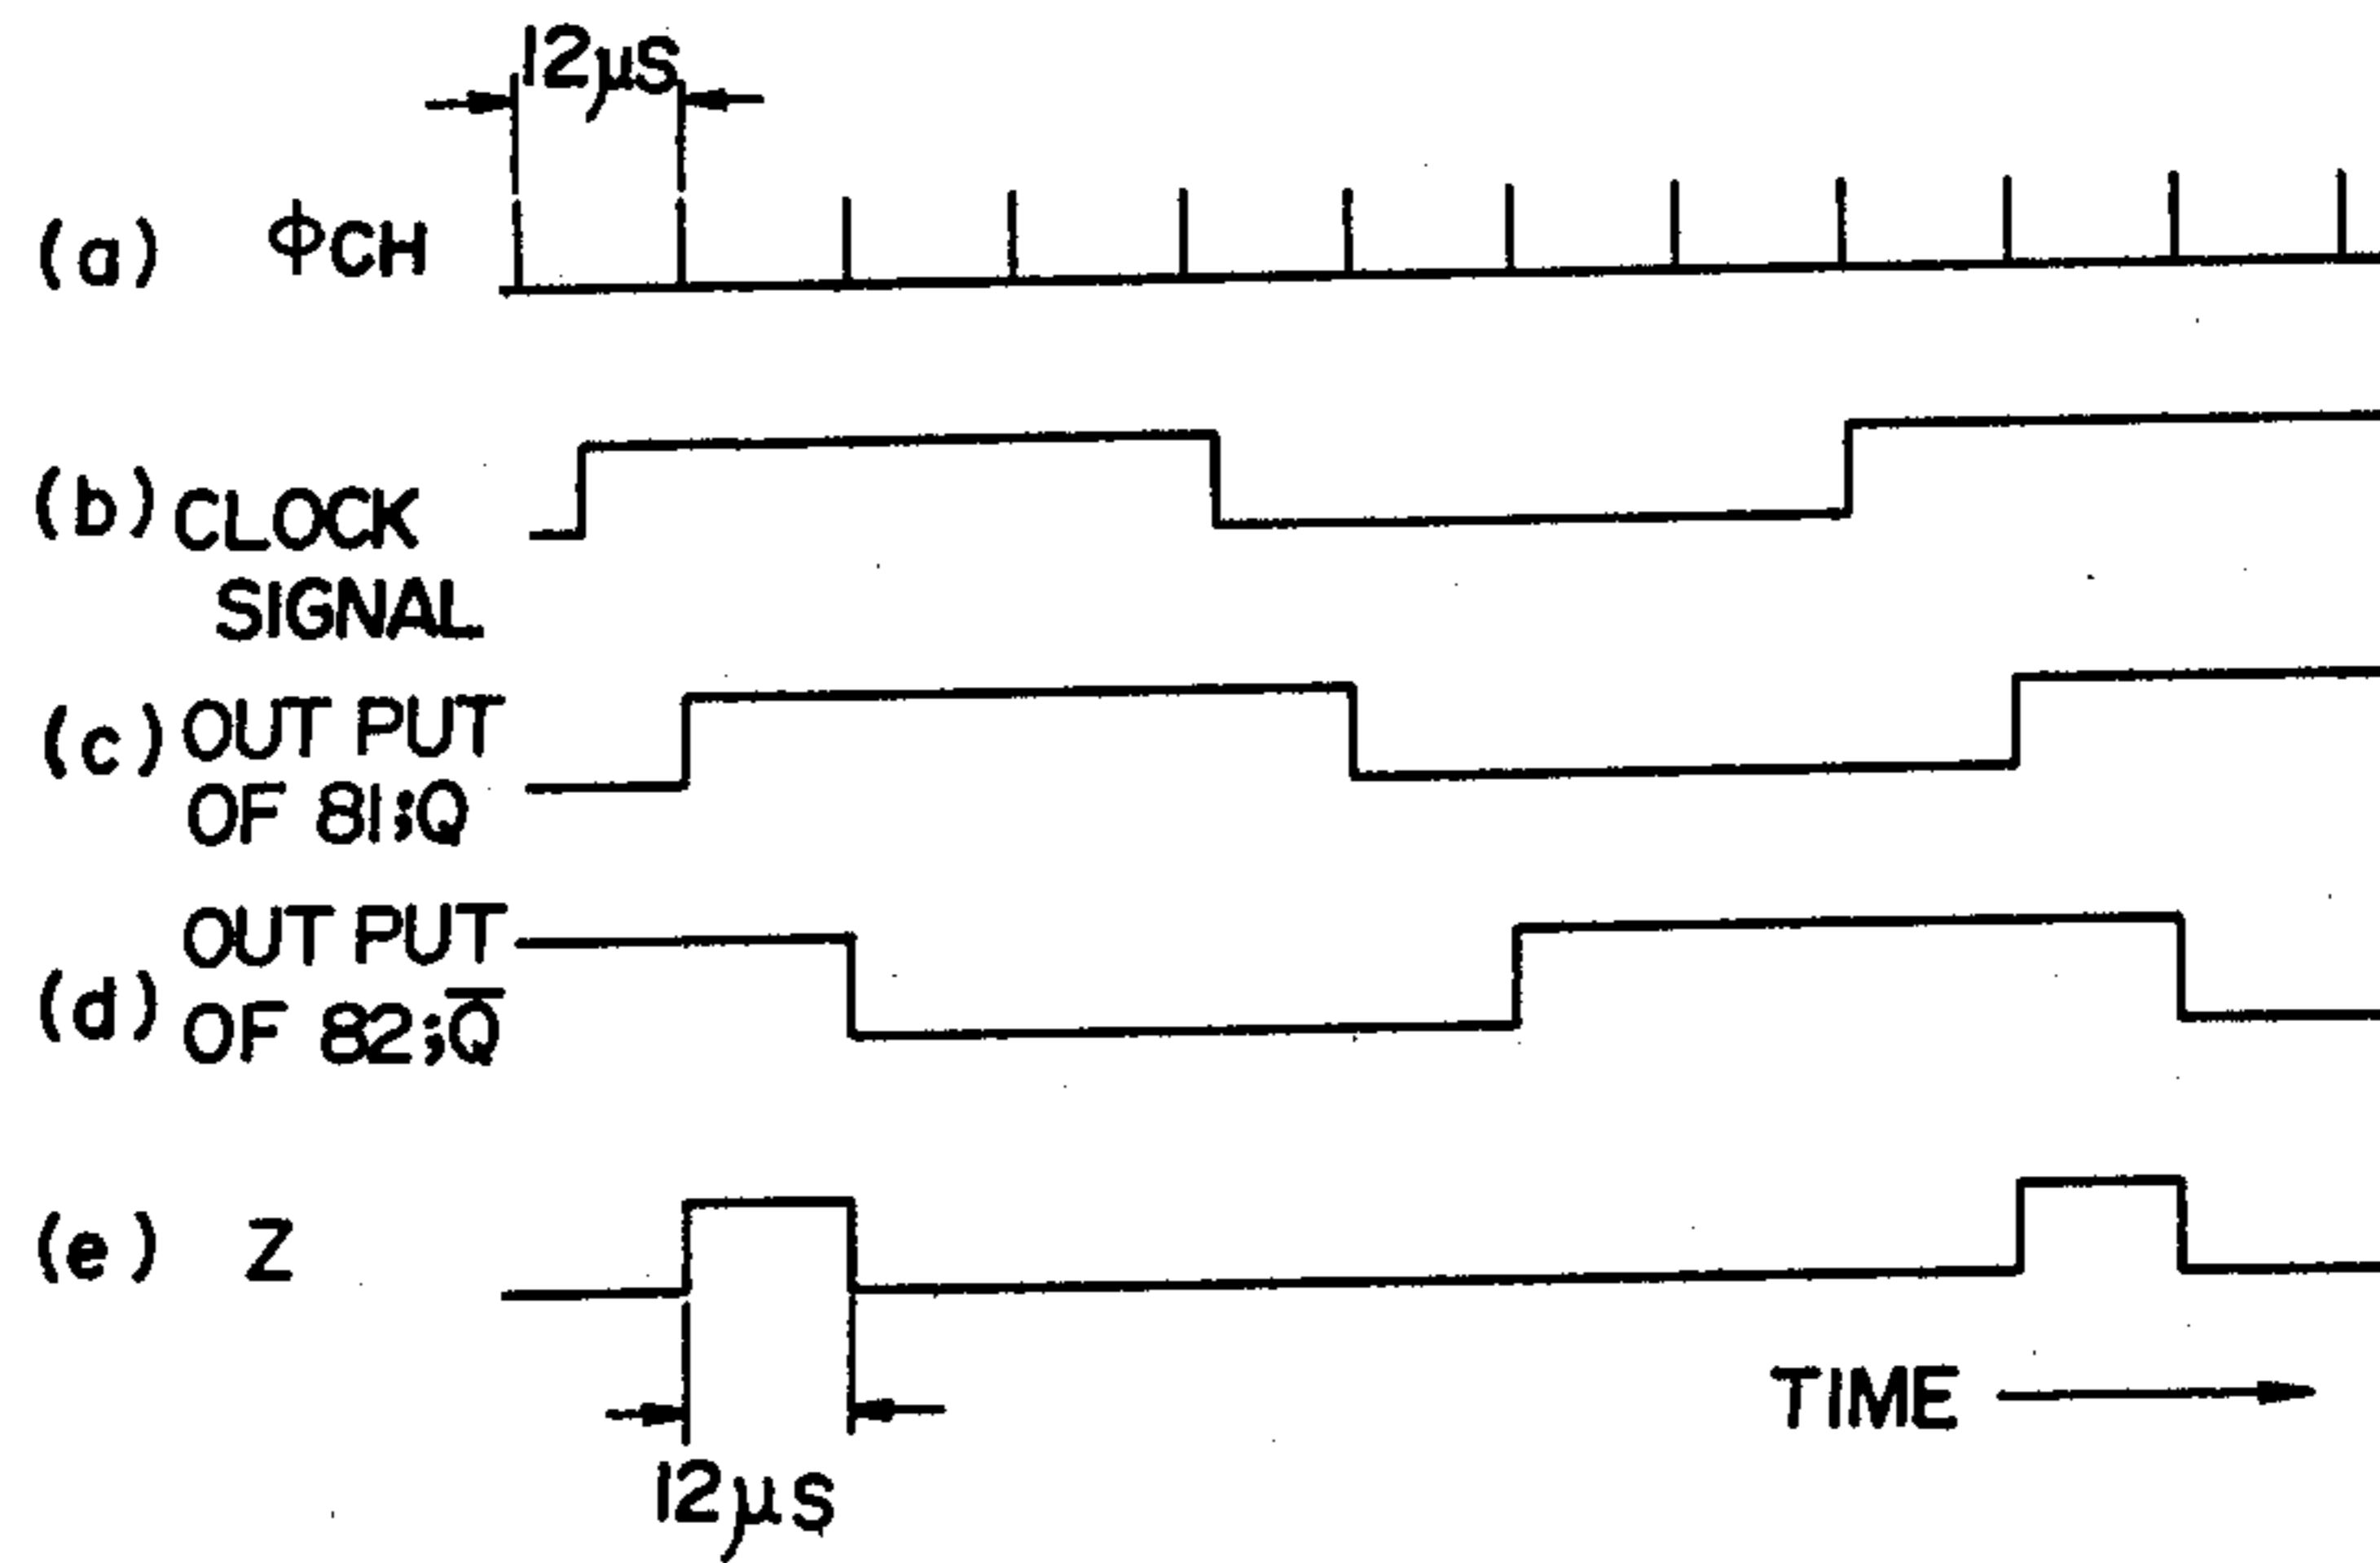 12μS
(a) ΦCH
(b) CLOCK
SIGNAL
(c) OUT PUT
OF 81;Q
OUT PUT
(d) OF 82;Q̅
(e) Z
TIME
12μS